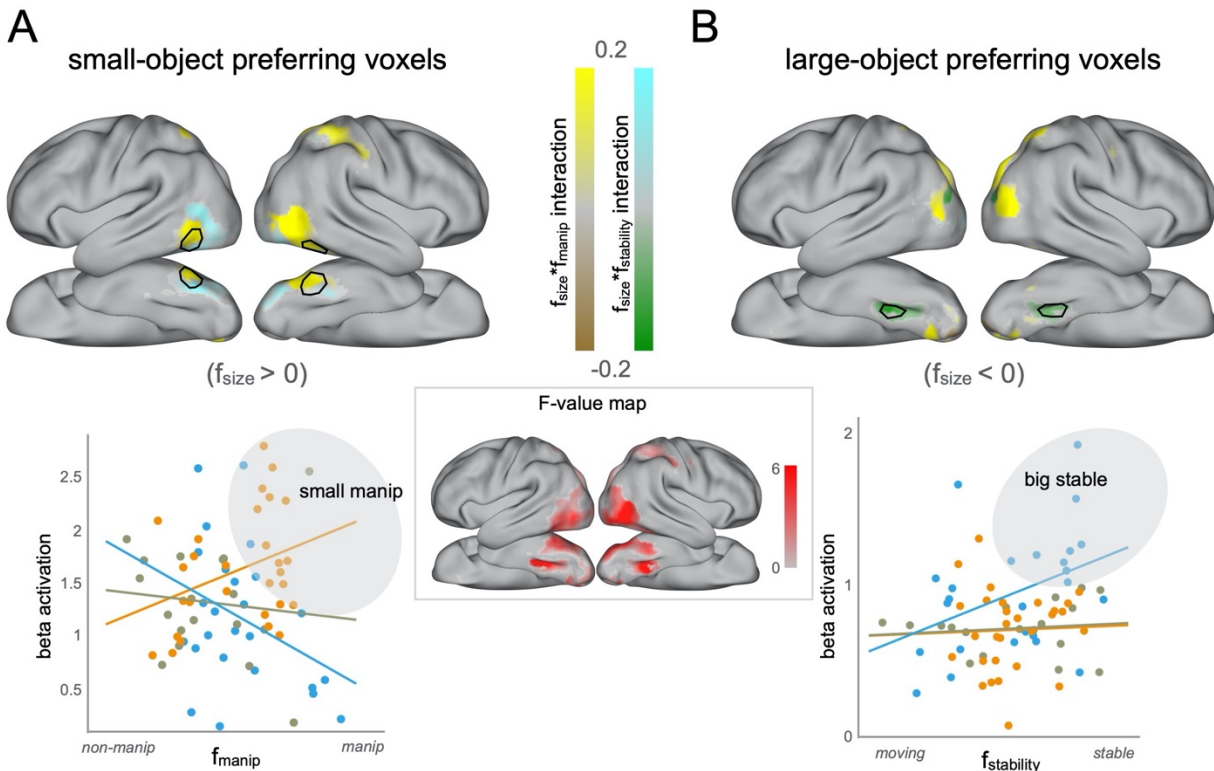 A
small-object preferring voxels
(fsize > 0)
0.2
fsize*fmanip interaction
fsize*fstability interaction
-0.2
B
large-object preferring voxels
(fsize < 0)
F-value map
6
0
small manip
beta activation
2.5
2
1.5
1
0.5
non-manip
fmanip
manip
big stable
beta activation
2
1
0
moving
fstability
stable